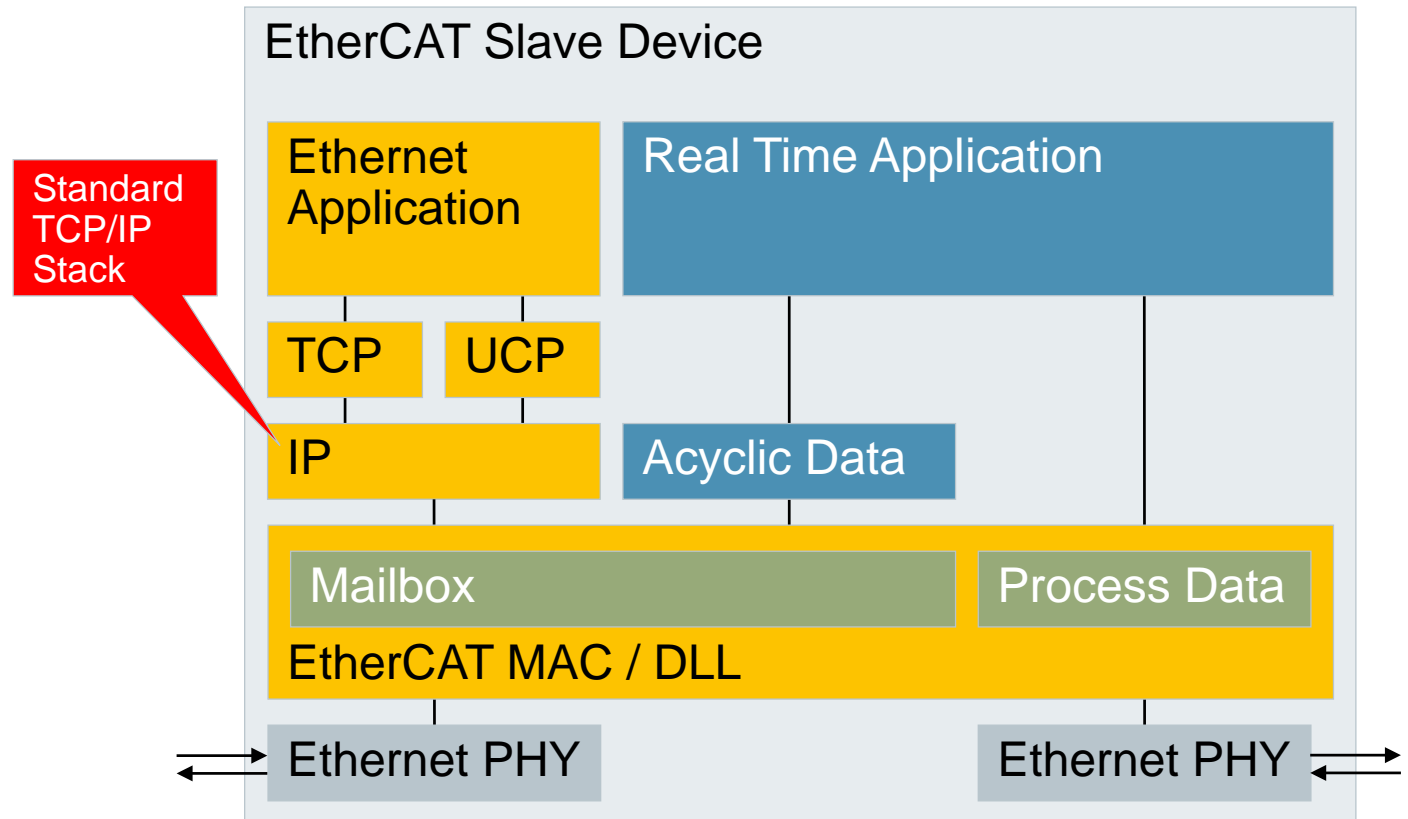 EtherCAT Slave Device
Standard
TCP/IP
Stack
Ethernet
Application
Real Time Application
TCP
UCP
IP
Acyclic Data
Mailbox
Process Data
EtherCAT MAC / DLL
Ethernet PHY
Ethernet PHY